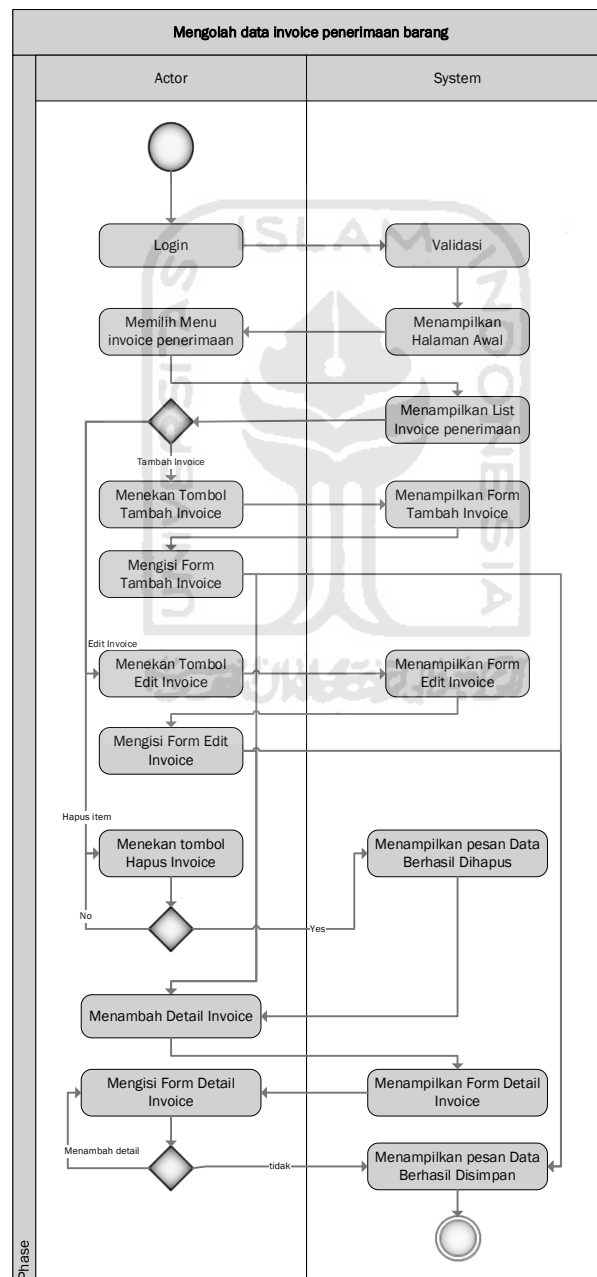 Mengolah data invoice penerimaan barang
Actor
System
ISLAM
UNIVERSITAS
INDONESIA
Login
Validasi
Memilih Menu
invoice penerimaan
Menampilkan
Halaman Awal
Menampilkan List
Invoice penerimaan
Tambah Invoice
Menekan Tombol
Tambah Invoice
Menampilkan Form
Tambah Invoice
Mengisi Form
Tambah Invoice
Edit Invoice
Menekan Tombol
Edit Invoice
Menampilkan Form
Edit Invoice
Mengisi Form Edit
Invoice
Hapus item
Menekan tombol
Hapus Invoice
Menampilkan pesan Data
Berhasil Dihapus
No
Yes
Menambah Detail Invoice
Mengisi Form Detail
Invoice
Menampilkan Form Detail
Invoice
Menambah detail
tidak
Menampilkan pesan Data
Berhasil Disimpan
Phase